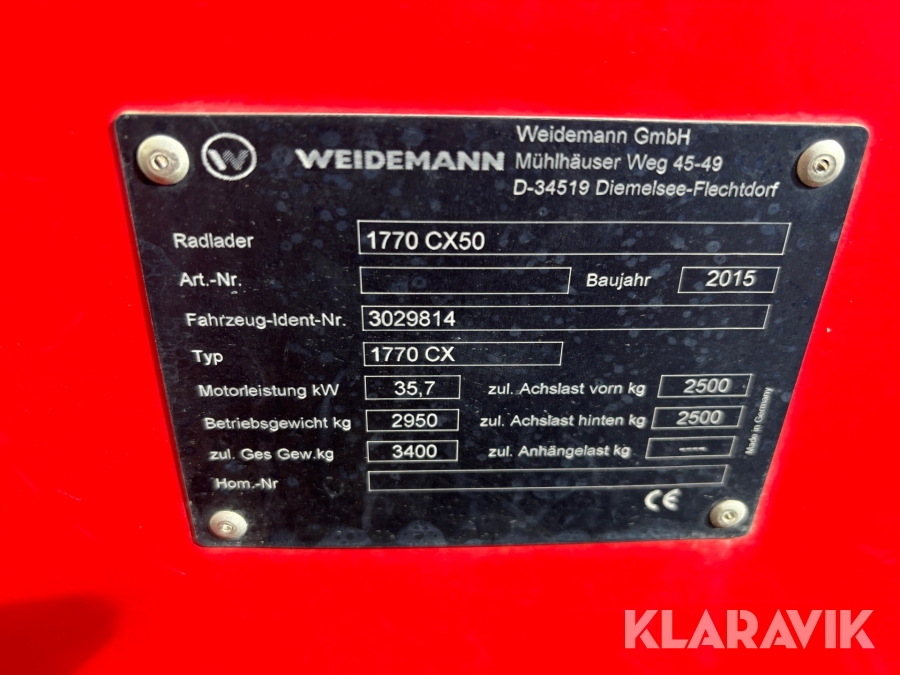 W WEIDEMANN
Weidemann GmbH
Mühlhäuser Weg 45-49
D-34519 Diemelsee-Flechtdorf
Radlader 1770 CX50
Art.-Nr. Baujahr 2015
Fahrzeug-Ident-Nr. 3029814
Typ 1770 CX
Motorleistung kW 35,7 zul. Achslast vorn kg 2500
Betriebsgewicht kg 2950 zul. Achslast hinten kg 2500
zul. Ges Gew.kg 3400 zul. Anhängelast kg ----
Hom.-Nr
CE
Made in Germany
KLARAVIK